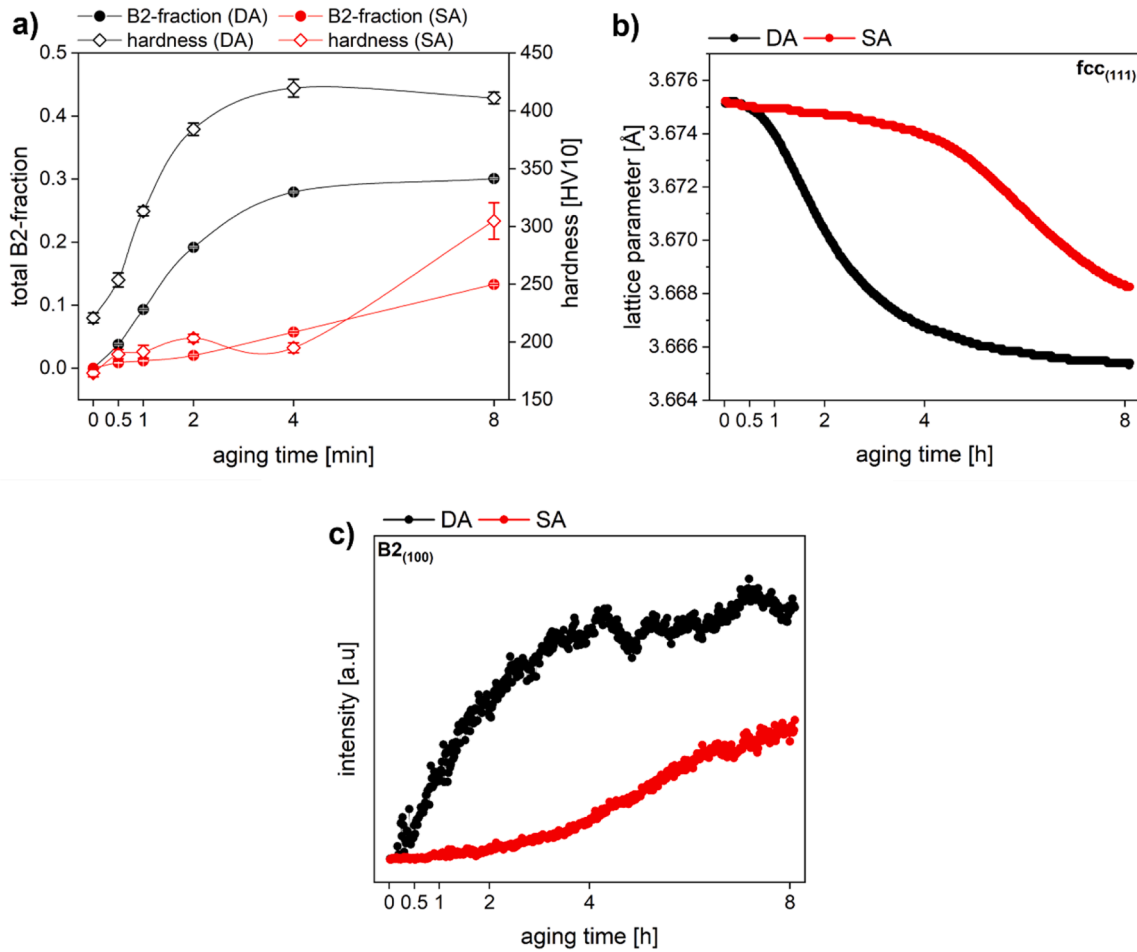 a)
B2-fraction (DA) B2-fraction (SA)
hardness (DA) hardness (SA)
0.5
0.4
0.3
0.2
0.1
0.0
total B2-fraction
450
400
350
300
250
200
150
hardness [HV10]
0 0.5 1 2 4 8
aging time [min]
b)
DA SA
fcc(111)
3.676
3.674
3.672
3.670
3.668
3.666
3.664
lattice parameter [Å]
0 0.5 1 2 4 8
aging time [h]
c)
DA SA
B2(100)
intensity [a.u]
0 0.5 1 2 4 8
aging time [h]